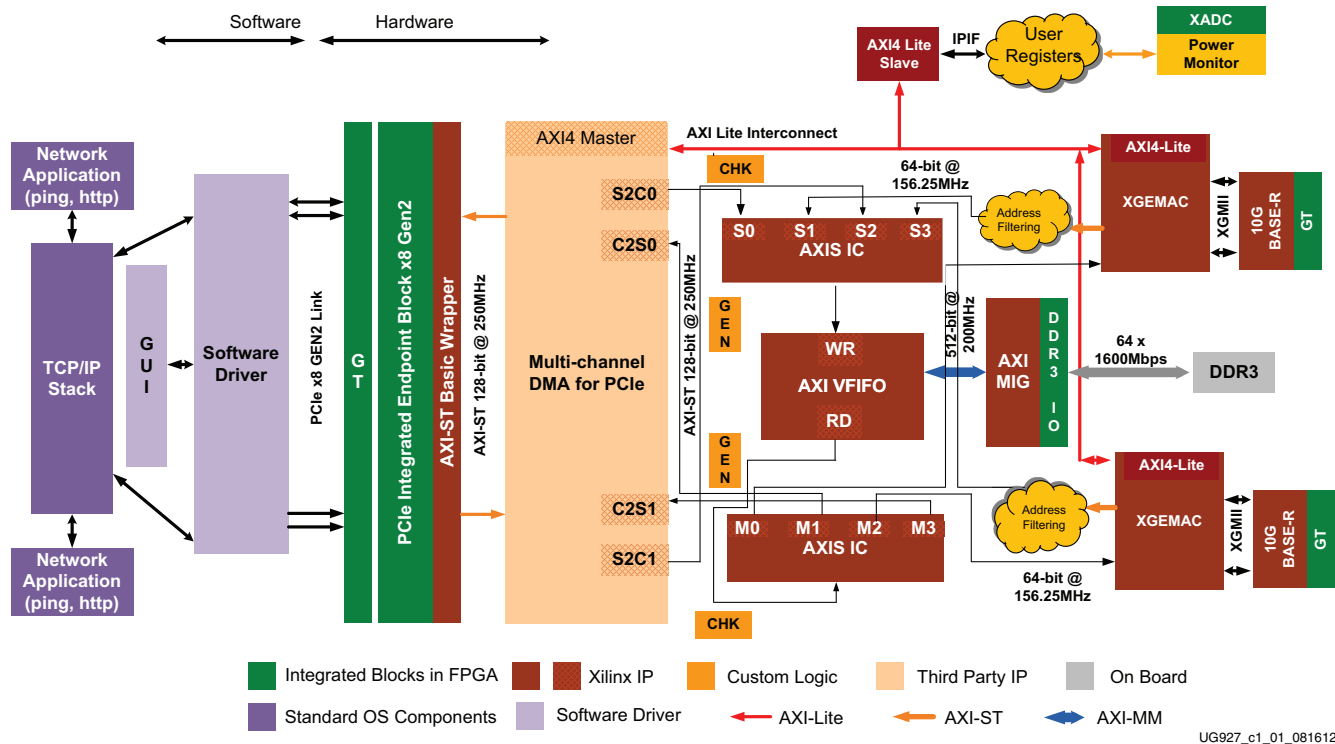 Software
Hardware
AXI4 Lite
Slave
IPIF
User
Registers
XADC
Power
Monitor
Network
Application
(ping, http)
TCP/IP
Stack
Network
Application
(ping, http)
GUI
Software
Driver
PCIe x8 GEN2 Link
GT
PCIe Integrated Endpoint Block x8 Gen2
AXI-ST Basic Wrapper
AXI-ST 128-bit @ 250MHz
AXI4 Master
Multi-channel
DMA for PCIe
S2C0
C2S0
C2S1
S2C1
AXI Lite Interconnect
CHK
AXI-ST 128-bit @ 250MHz
GEN
GEN
CHK
64-bit @
156.25MHz
S0 S1 S2 S3
AXIS IC
WR
AXI VFIFO
RD
512-bit @
200MHz
M0 M1 M2 M3
AXIS IC
Address
Filtering
AXI4-Lite
XGEMAC
XGMII
10G
BASE-R
GT
AXI
MIG
DDR3 IO
64 x
1600Mbps
DDR3
Address
Filtering
AXI4-Lite
XGEMAC
XGMII
10G
BASE-R
GT
64-bit @
156.25MHz
Integrated Blocks in FPGA
Xilinx IP
Custom Logic
Third Party IP
On Board
Standard OS Components
Software Driver
AXI-Lite
AXI-ST
AXI-MM
UG927_c1_01_081612